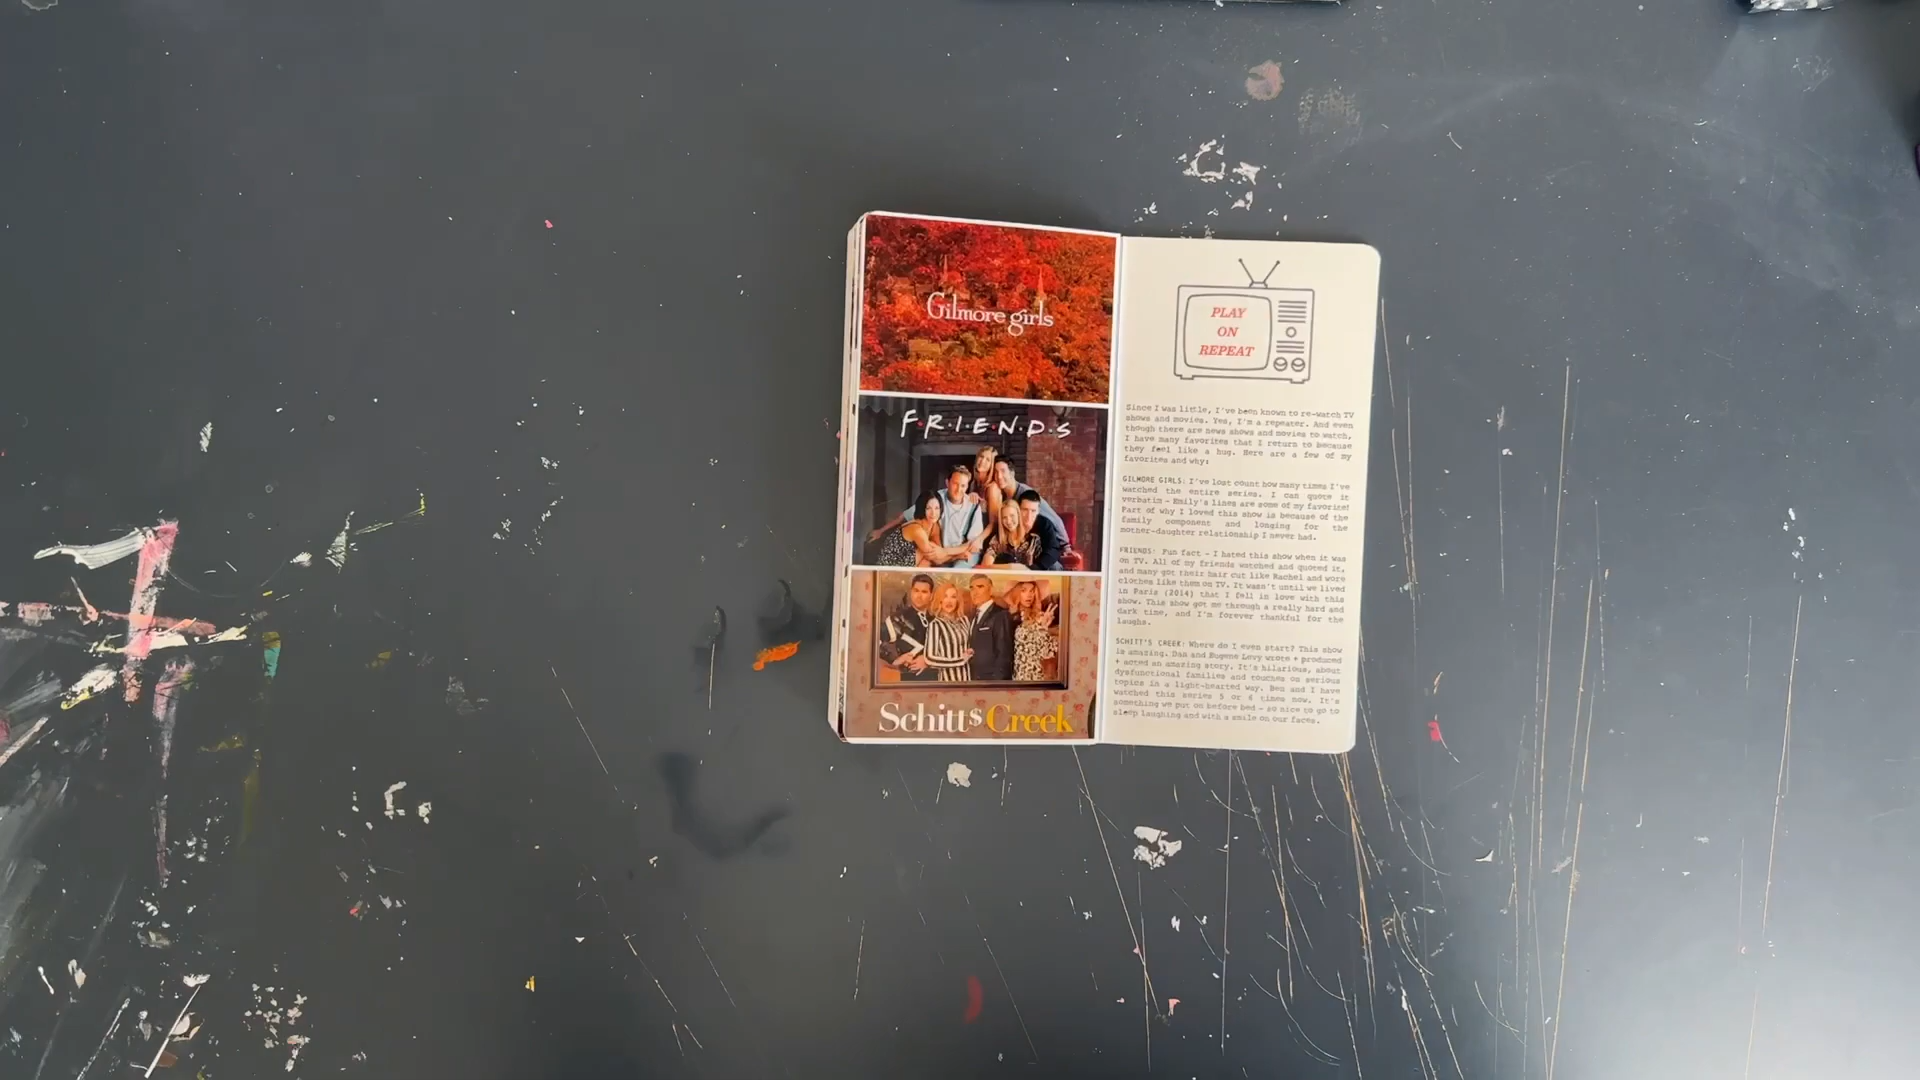 Gilmore girls
F·R·I·E·N·D·S
Schitt$ Creek
PLAY
ON
REPEAT
Since I was little, I've been known to re-watch TV
shows and movies. Yes, I'm a repeater. And even
though there are news shows and movies to watch,
I have many favorites that I return to because
they feel like a hug. Here are a few of my
favorites and why:
GILMORE GIRLS: I've lost count how many times I've
watched the entire series. I can quote it
verbatim - Emily's lines are some of my favorite!
Part of why I loved this show is because of the
family component and longing for the
mother-daughter relationship I never had.
FRIENDS: Fun fact - I hated this show when it was
on TV. All of my friends watched and quoted it,
and many got their hair cut like Rachel and wore
clothes like them on TV. It wasn't until we lived
in Paris (2014) that I fell in love with this
show. This show got me through a really hard and
dark time, and I'm forever thankful for the
laughs.
SCHITT'S CREEK: Where do I even start? This show
is amazing. Dan and Eugene Levy wrote + produced
+ acted an amazing story. It's hilarious, about
dysfunctional families and touches on serious
topics in a light-hearted way. Ben and I have
watched this series 5 or 6 times now. It's
something we put on before bed - so nice to go to
sleep laughing and with a smile on our faces.